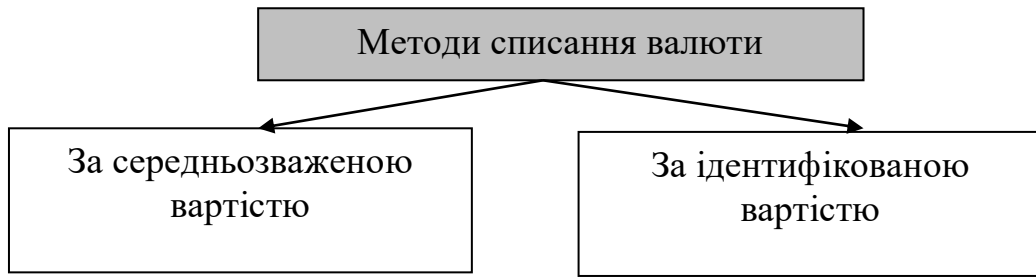 Методи списання валюти
За середньозваженою
вартістю
За ідентифікованою
вартістю